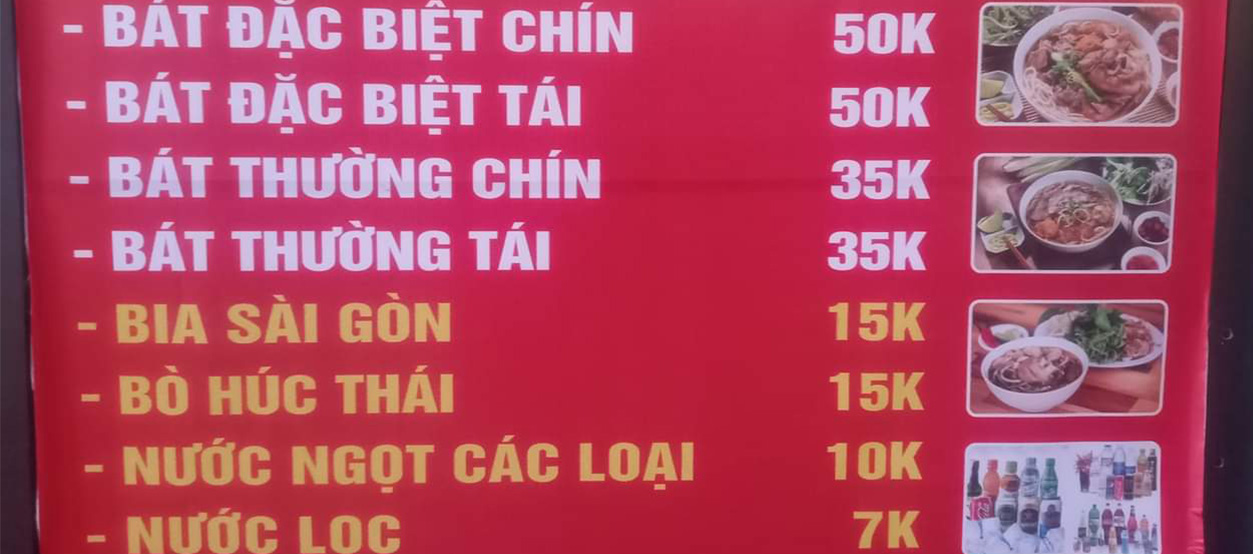 - BÁT ĐẶC BIỆT CHÍN 50K
- BÁT ĐẶC BIỆT TÁI 50K
- BÁT THƯỜNG CHÍN 35K
- BÁT THƯỜNG TÁI 35K
- BIA SÀI GÒN 15K
- BÒ HÚC THÁI 15K
- NƯỚC NGỌT CÁC LOẠI 10K
- NƯỚC LỌC 7K